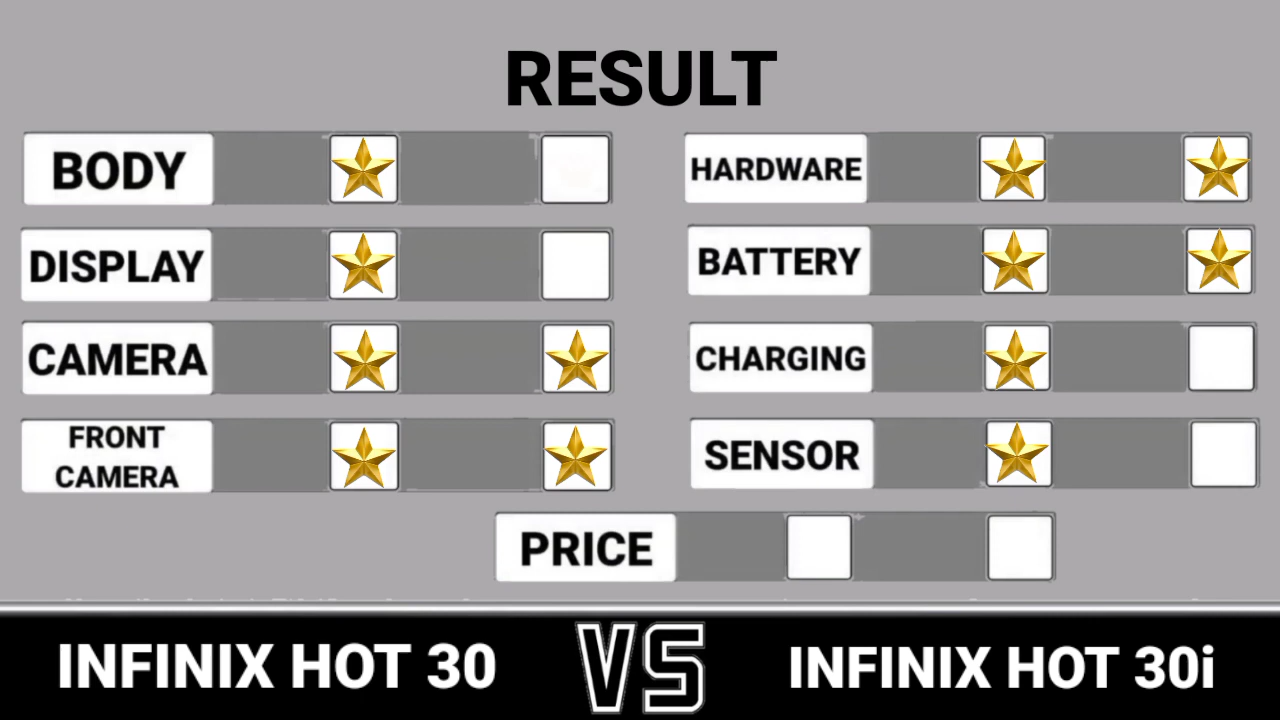 RESULT
BODY
DISPLAY
CAMERA
FRONT
CAMERA
HARDWARE
BATTERY
CHARGING
SENSOR
PRICE
INFINIX HOT 30 VS INFINIX HOT 30i